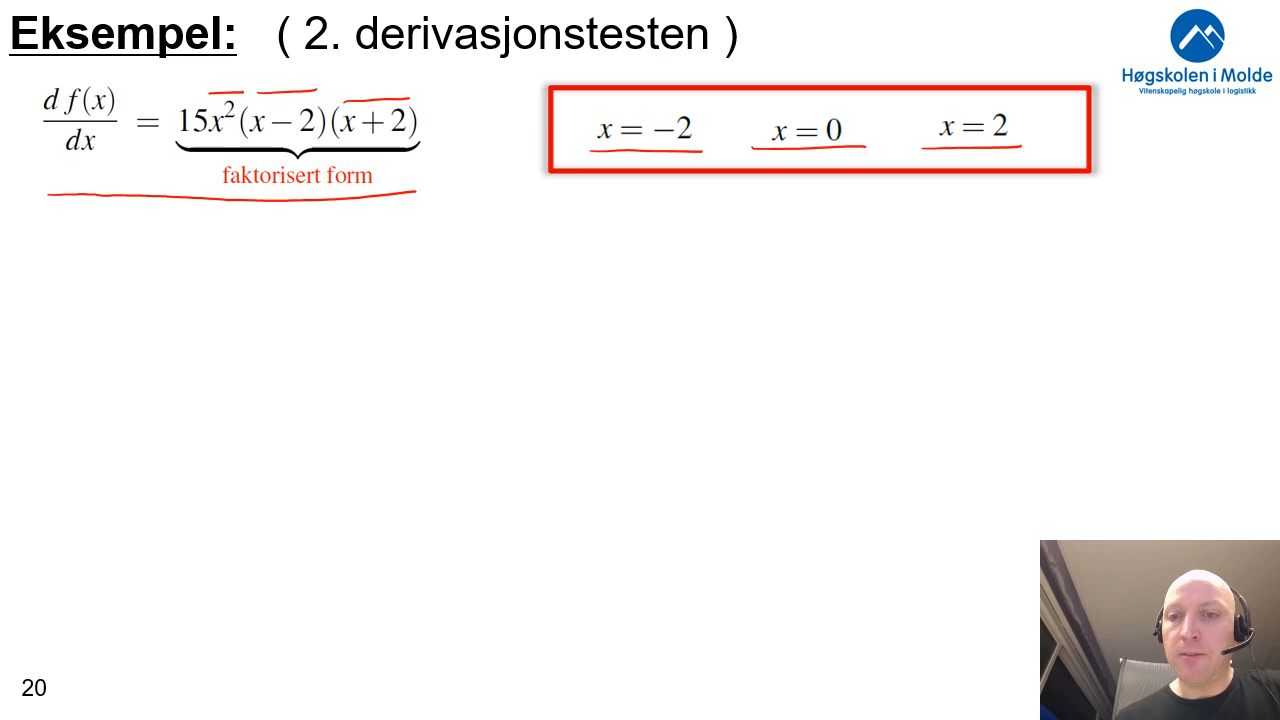 Eksempel: ( 2. derivasjonstesten )
Høgskolen i Molde
Vitenskapelig høgskole i logistikk
d f(x)/dx = 15x²(x − 2)(x + 2)
faktorisert form
x = −2 x = 0 x = 2
20